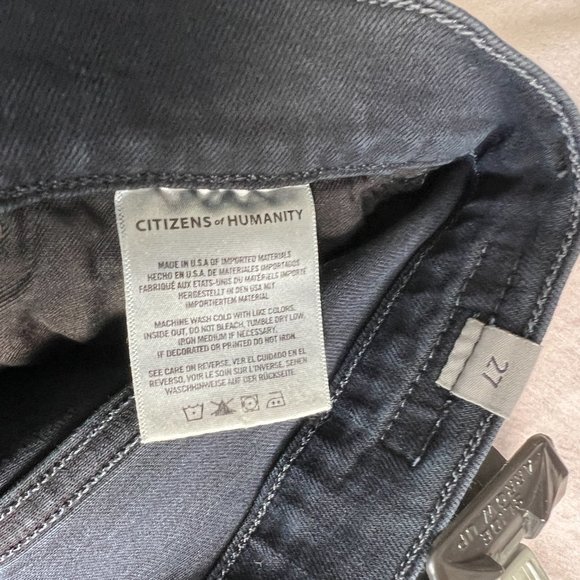 CITIZENS of HUMANITY
MADE IN U.S.A OF IMPORTED MATERIALS
HECHO EN U.S.A. DE MATERIALES IMPORTADOS
FABRIQUÉ AUX ETATS-UNIS DU MATÉRIELS IMPORTÉ
HERGESTELLT IN DEN USA MIT
IMPORTIERTEM MATERIAL
MACHINE WASH COLD WITH LIKE COLORS,
INSIDE OUT, DO NOT BLEACH, TUMBLE DRY LOW,
IRON MEDIUM IF NECESSARY.
IF DECORATED OR PRINTED DO NOT IRON.
SEE CARE ON REVERSE. VER EL CUIDADO EN EL
REVERSO. VOIR LE SOIN SUR L'INVERSE. SEHEN
WASCHHINWEISE AUF DER RÜCKSEITE.
27
ARROW UP